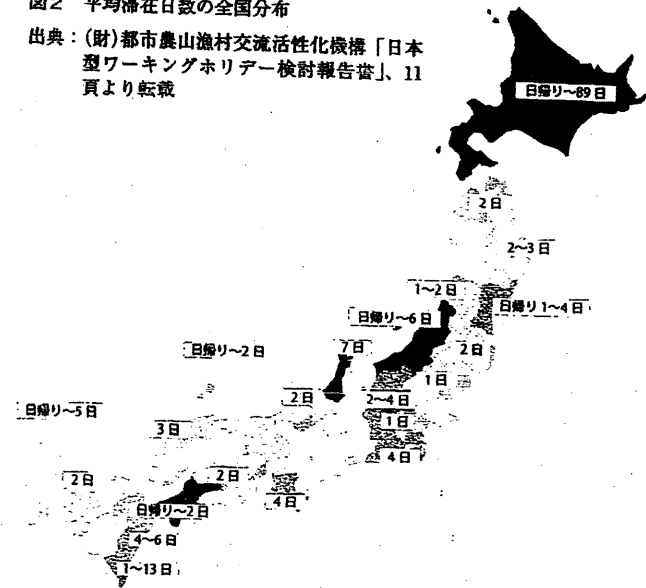 図2 平均滞在日数の全国分布
出典：(財)都市農山漁村交流活性化機構「日本
型ワーキングホリデー検討報告書」、11
頁より転載
日帰り〜89日
2日
2〜3日
1〜2日
日帰り1〜4日
日帰り〜6日
日帰り〜2日
7日
2日
1日
2日
2〜4日
日帰り〜5日
1日
3日
4日
2日
2日
4日
日帰り〜2日
4〜6日
1〜13日